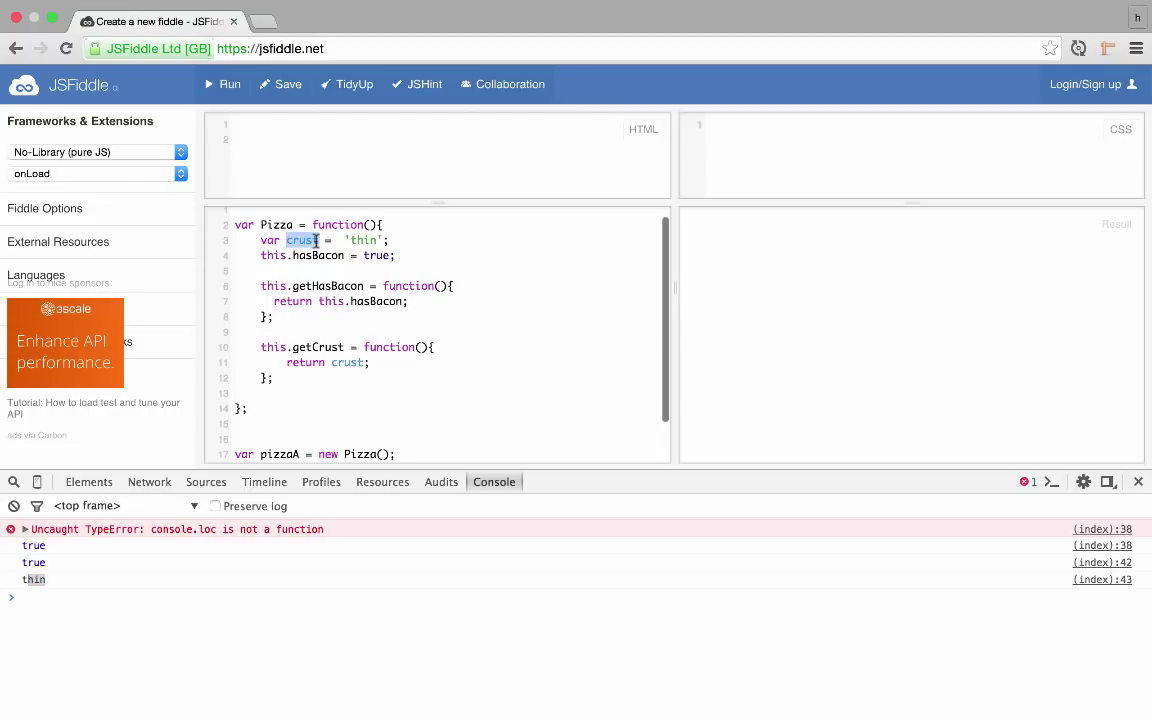 Create a new fiddle - JSFid
h
JSFiddle Ltd [GB] https://jsfiddle.net
JSFiddle Run Save TidyUp JSHint Collaboration Login/Sign up
Frameworks & Extensions
No-Library (pure JS)
onLoad
Fiddle Options
External Resources
Languages
Log in to hide sponsors:
3scale
Enhance API
performance.
ks
Tutorial: How to load test and tune your
API
ads via Carbon
1
2
HTML
1
CSS
1
2 var Pizza = function(){
3 var crust = 'thin';
4 this.hasBacon = true;
5
6 this.getHasBacon = function(){
7 return this.hasBacon;
8 };
9
10 this.getCrust = function(){
11 return crust;
12 };
13
14 };
15
16
17 var pizzaA = new Pizza();
Result
Elements Network Sources Timeline Profiles Resources Audits Console 1
<top frame> Preserve log
Uncaught TypeError: console.loc is not a function (index):38
true (index):38
true (index):42
thin (index):43
>